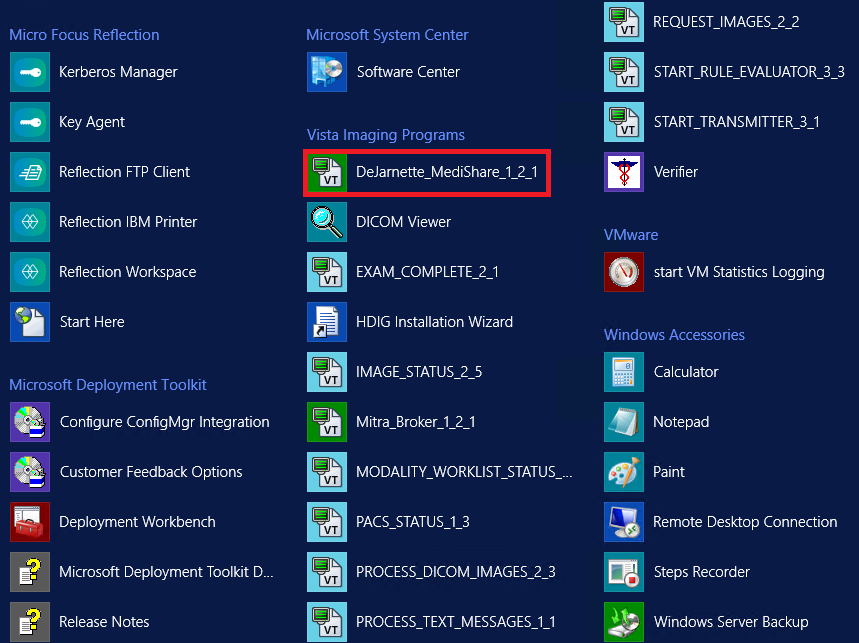 Micro Focus Reflection
Kerberos Manager
Key Agent
Reflection FTP Client
Reflection IBM Printer
Reflection Workspace
Start Here
Microsoft Deployment Toolkit
Configure ConfigMgr Integration
Customer Feedback Options
Deployment Workbench
Microsoft Deployment Toolkit D...
Release Notes
Microsoft System Center
Software Center
Vista Imaging Programs
VT DeJarnette_MediShare_1_2_1
DICOM Viewer
VT EXAM_COMPLETE_2_1
HDIG Installation Wizard
VT IMAGE_STATUS_2_5
VT Mitra_Broker_1_2_1
VT MODALITY_WORKLIST_STATUS_...
VT PACS_STATUS_1_3
VT PROCESS_DICOM_IMAGES_2_3
VT PROCESS_TEXT_MESSAGES_1_1
VT REQUEST_IMAGES_2_2
VT START_RULE_EVALUATOR_3_3
VT START_TRANSMITTER_3_1
Verifier
VMware
start VM Statistics Logging
Windows Accessories
Calculator
Notepad
Paint
Remote Desktop Connection
Steps Recorder
Windows Server Backup